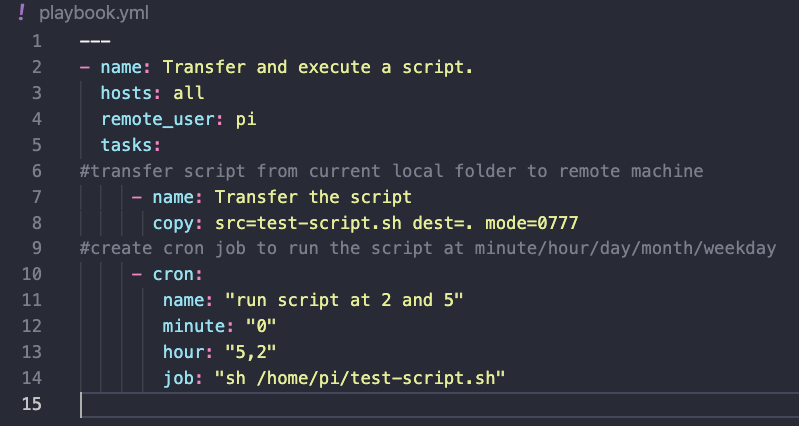 ! playbook.yml
1 ---
2 - name: Transfer and execute a script.
3 hosts: all
4 remote_user: pi
5 tasks:
6 #transfer script from current local folder to remote machine
7 - name: Transfer the script
8 copy: src=test-script.sh dest=. mode=0777
9 #create cron job to run the script at minute/hour/day/month/weekday
10 - cron:
11 name: "run script at 2 and 5"
12 minute: "0"
13 hour: "5,2"
14 job: "sh /home/pi/test-script.sh"
15